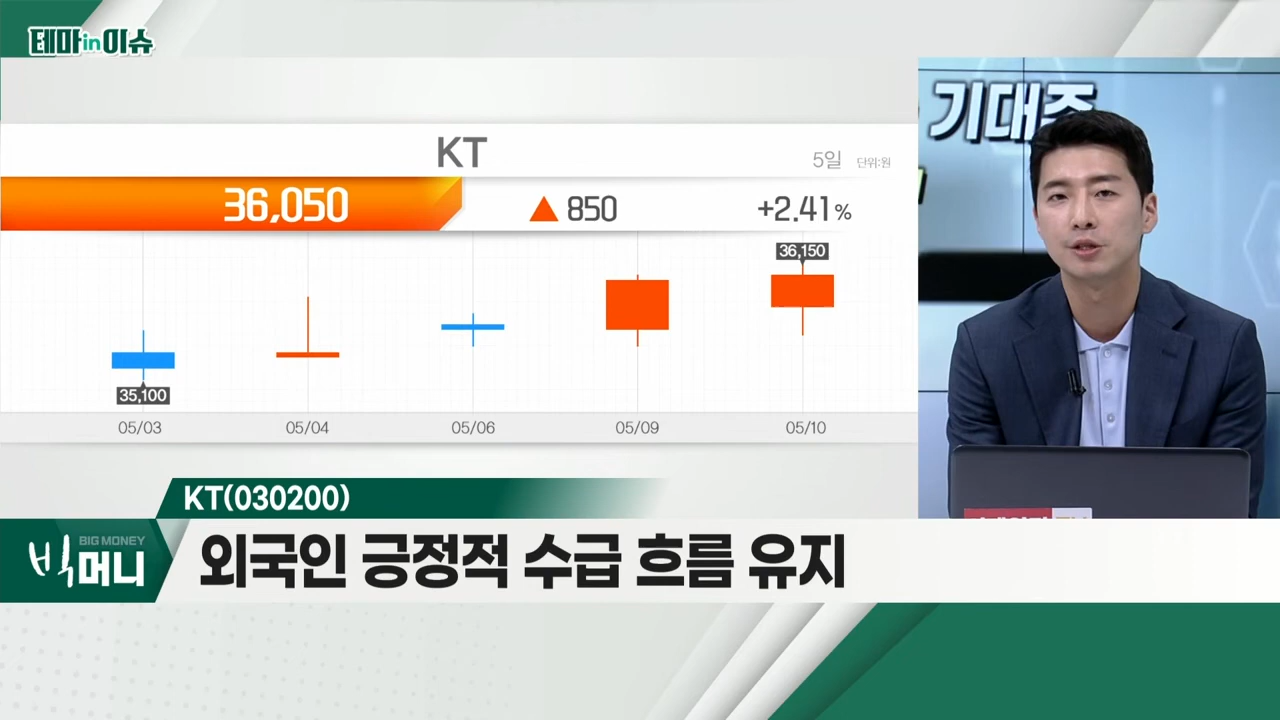 테마in이슈
기대주
KT
5일 단위:원
36,050 ▲ 850 +2.41%
36,150
35,100
05/03 05/04 05/06 05/09 05/10
KT(030200)
BIG MONEY
빅머니
외국인 긍정적 수급 흐름 유지